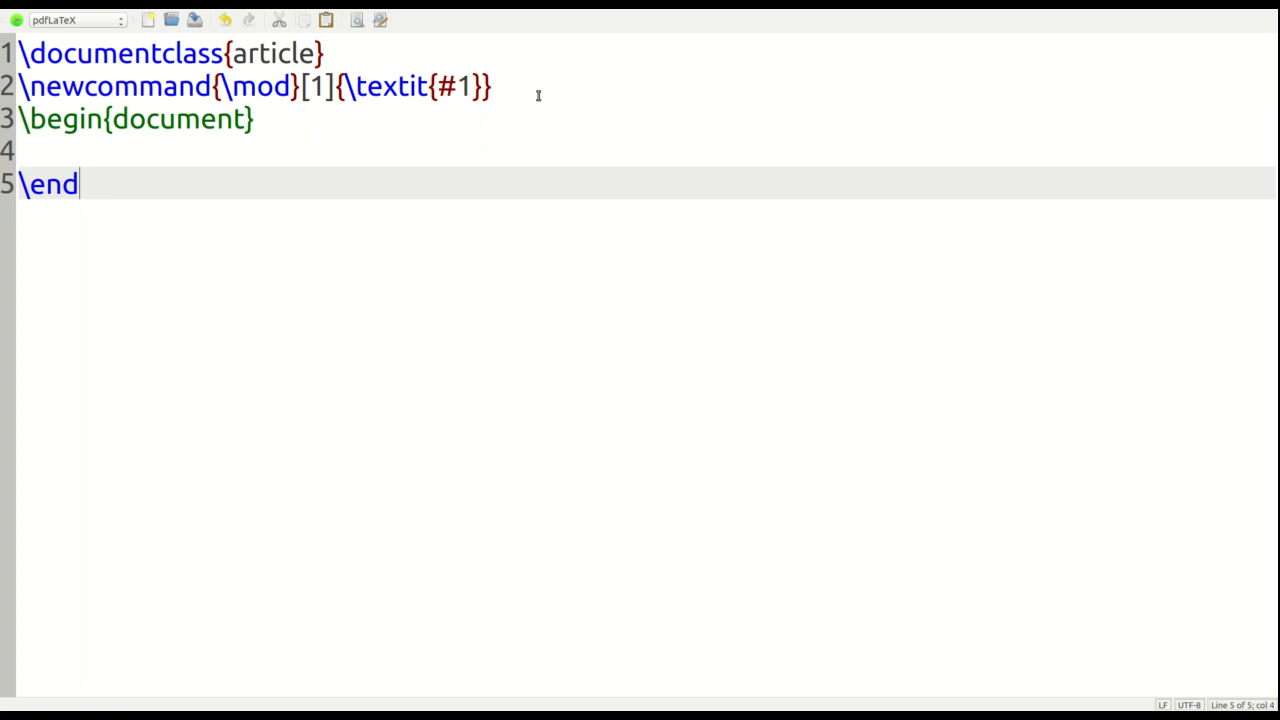 pdfLaTeX
1 \documentclass{article}
2 \newcommand{\mod}[1]{\textit{#1}}
3 \begin{document}
4
5 \end
LF UTF-8 Line 5 of 5; col 4